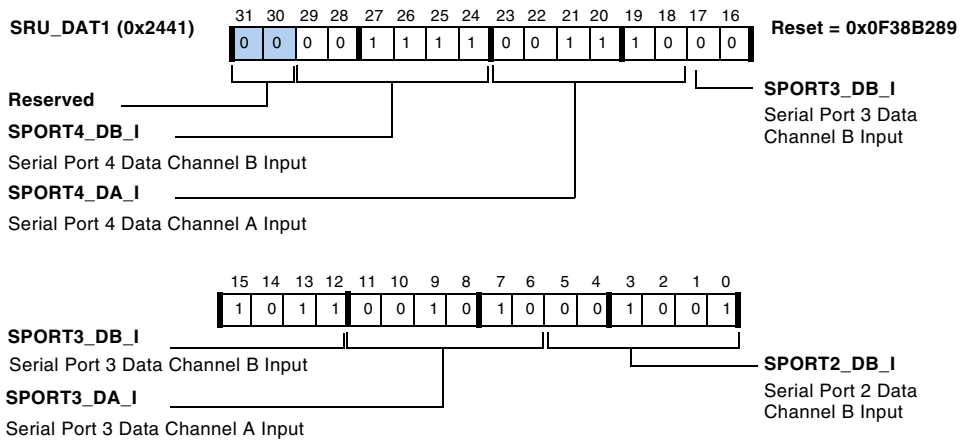 SRU_DAT1 (0x2441)
31 30 29 28 27 26 25 24 23 22 21 20 19 18 17 16
0 0 0 0 1 1 1 1 0 0 1 1 1 0 0 0
Reset = 0x0F38B289
Reserved
SPORT4_DB_I
Serial Port 4 Data Channel B Input
SPORT4_DA_I
Serial Port 4 Data Channel A Input
SPORT3_DB_I
Serial Port 3 Data
Channel B Input
15 14 13 12 11 10 9 8 7 6 5 4 3 2 1 0
1 0 1 1 0 0 1 0 1 0 0 0 1 0 0 1
SPORT3_DB_I
Serial Port 3 Data Channel B Input
SPORT3_DA_I
Serial Port 3 Data Channel A Input
SPORT2_DB_I
Serial Port 2 Data
Channel B Input